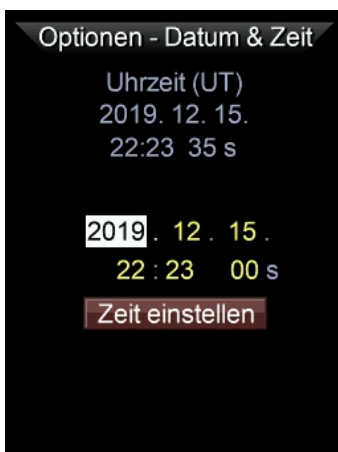 Optionen - Datum & Zeit
Uhrzeit (UT)
2019. 12. 15.
22:23 35 s
2019 . 12 . 15 .
22 : 23 00 s
Zeit einstellen